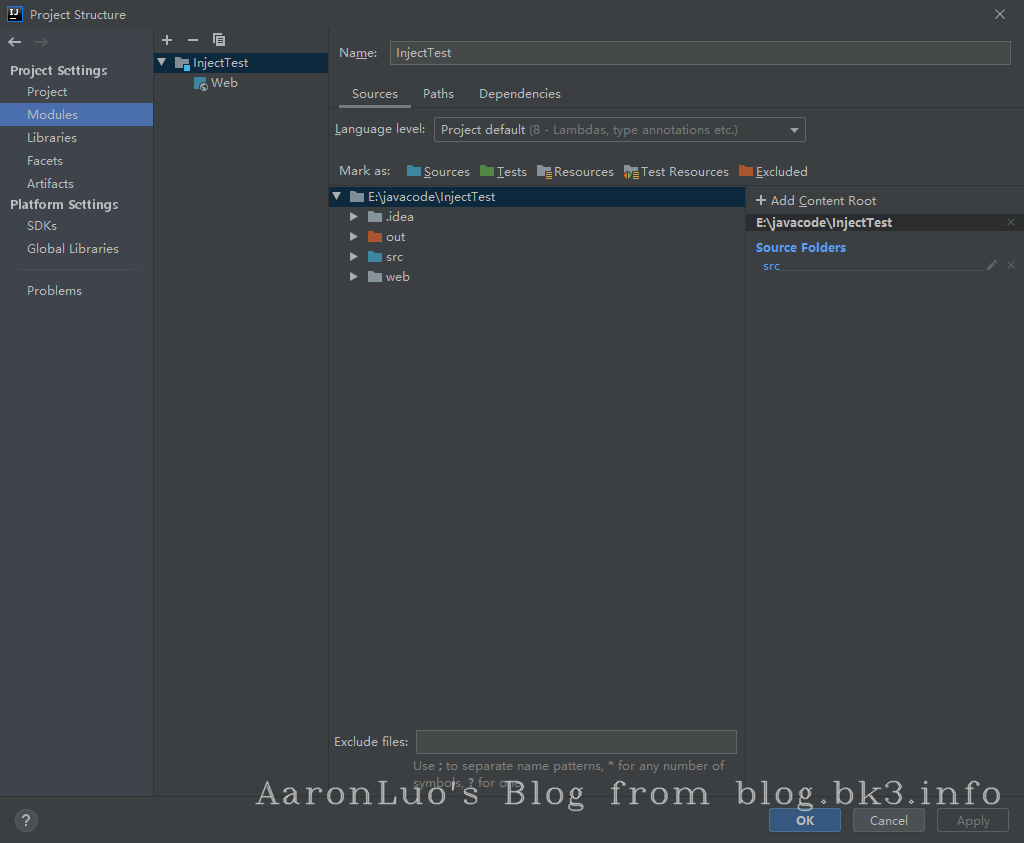 Project Structure
Project Settings
Project
Modules
Libraries
Facets
Artifacts
Platform Settings
SDKs
Global Libraries
Problems
InjectTest
Web
Name: InjectTest
Sources Paths Dependencies
Language level: Project default (8 - Lambdas, type annotations etc.)
Mark as: Sources Tests Resources Test Resources Excluded
E:\javacode\InjectTest
.idea
out
src
web
+ Add Content Root
E:\javacode\InjectTest
Source Folders
src
Exclude files:
Use ; to separate name patterns, * for any number of
symbols, ? for one
AaronLuo's Blog from blog.bk3.info
? OK Cancel Apply